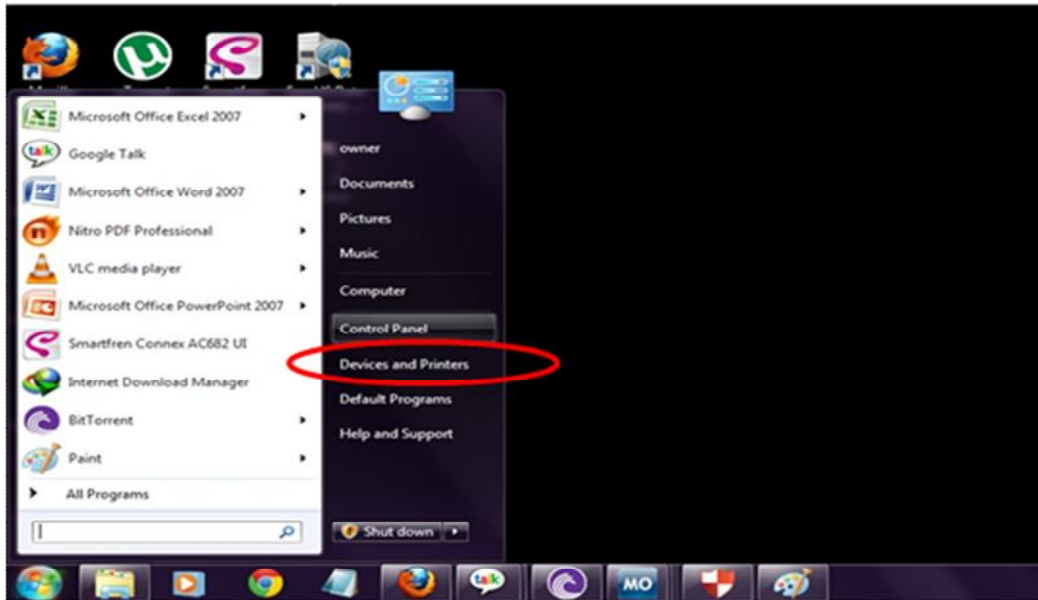 Microsoft Office Excel 2007
talk
Google Talk
Microsoft Office Word 2007
Nitro PDF Professional
VLC media player
Microsoft Office PowerPoint 2007
Smartfren Connex AC682 UI
Internet Download Manager
BitTorrent
Paint
All Programs
owner
Documents
Pictures
Music
Computer
Control Panel
Devices and Printers
Default Programs
Help and Support
Shut down
talk
MO